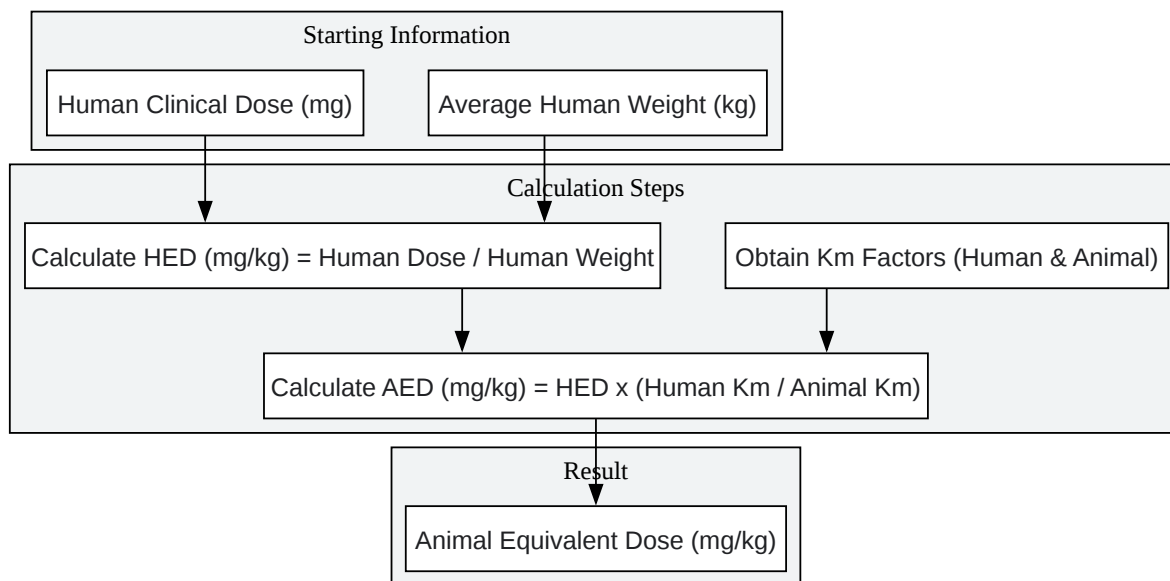 Starting Information
Human Clinical Dose (mg)
Average Human Weight (kg)
Calculation Steps
Calculate HED (mg/kg) = Human Dose / Human Weight
Obtain Km Factors (Human & Animal)
Calculate AED (mg/kg) = HED x (Human Km / Animal Km)
Result
Animal Equivalent Dose (mg/kg)